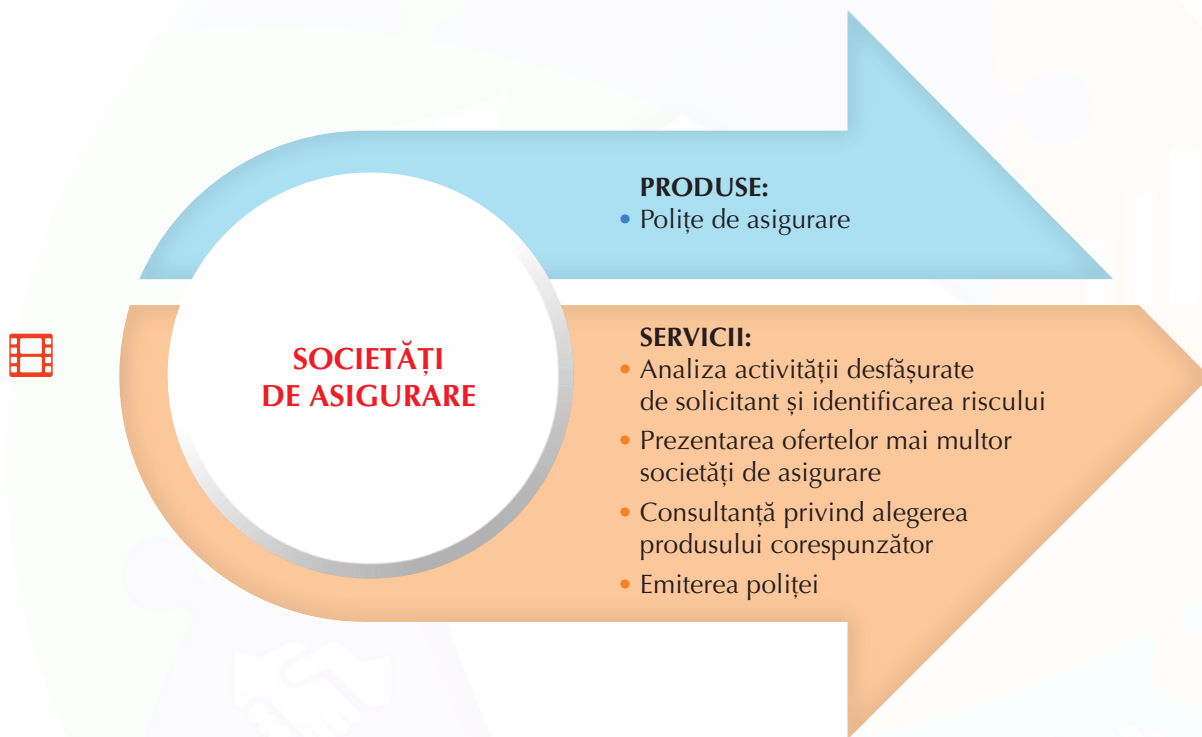 PRODUSE:
• Polițe de asigurare
SOCIETĂȚI
DE ASIGURARE
SERVICII:
• Analiza activității desfășurate
de solicitant și identificarea riscului
• Prezentarea ofertelor mai multor
societăți de asigurare
• Consultanță privind alegerea
produsului corespunzător
• Emiterea poliței